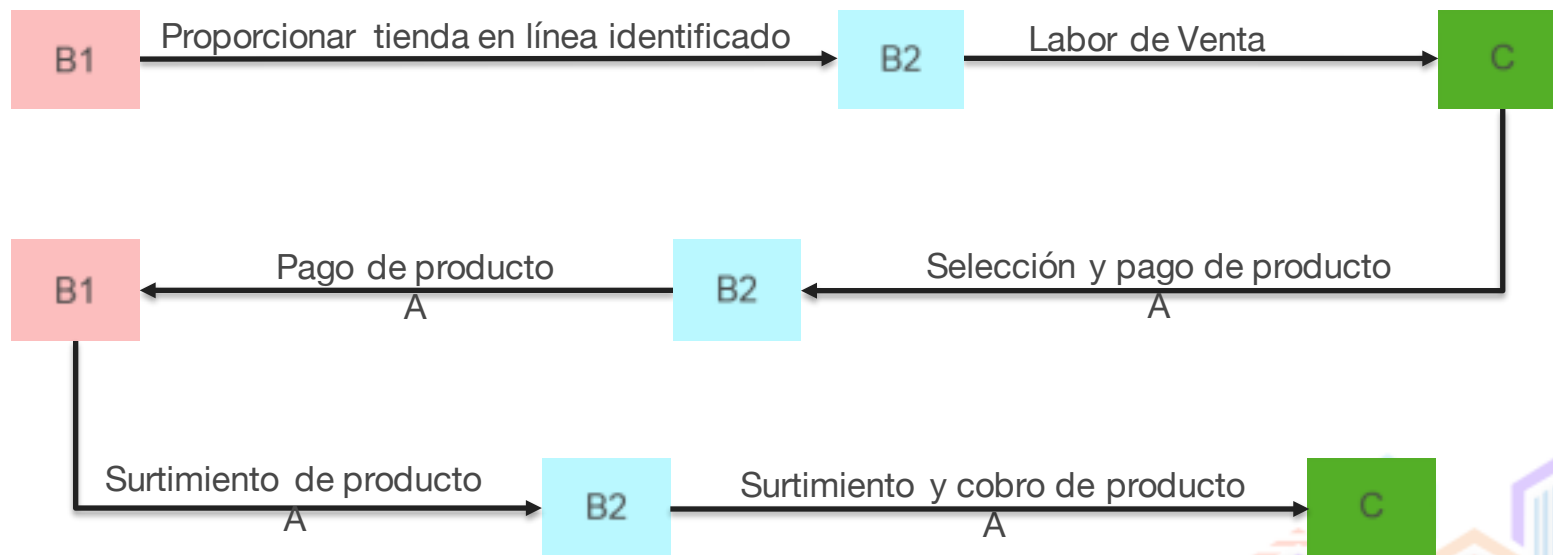 B1
Proporcionar tienda en línea identificado
B2
Labor de Venta
C
B1
Pago de producto
A
B2
Selección y pago de producto
A
Surtimiento de producto
A
B2
Surtimiento y cobro de producto
A
C